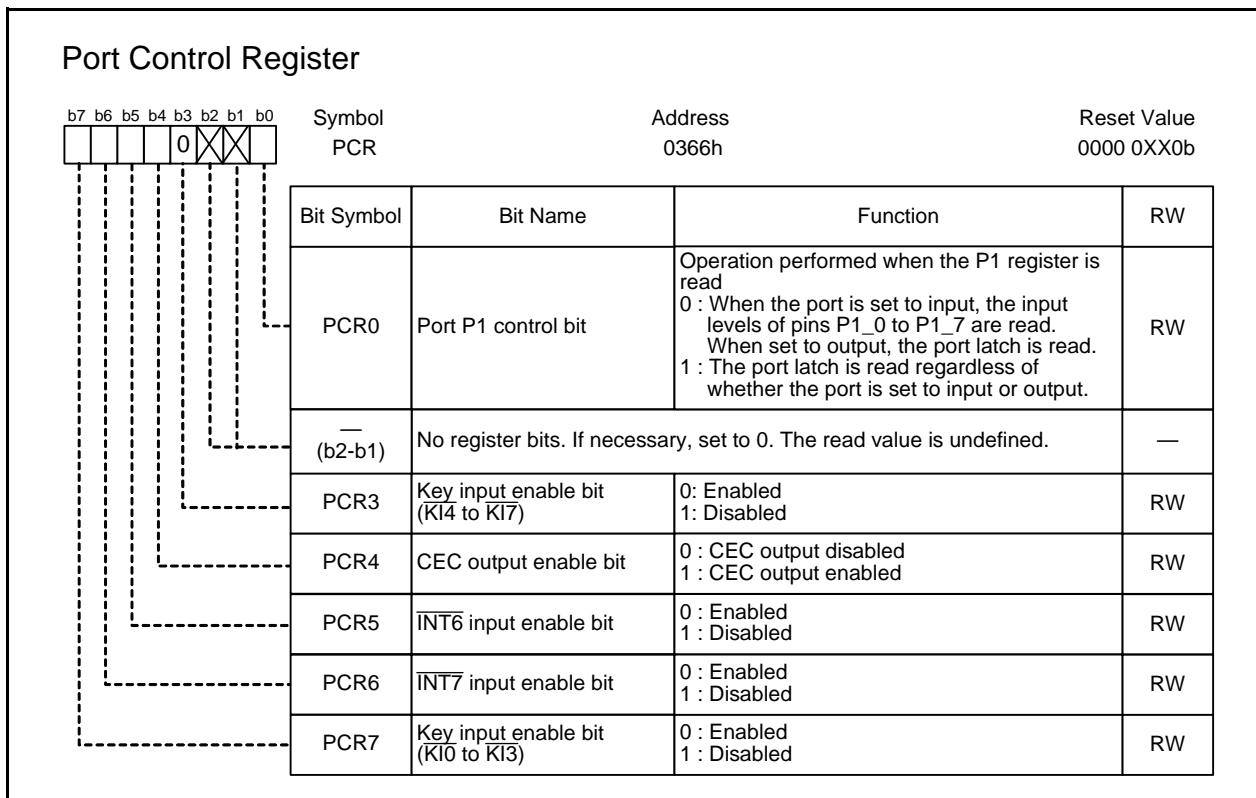 Port Control Register
b7 b6 b5 b4 b3 b2 b1 b0
0
Symbol Address Reset Value
PCR 0366h 0000 0XX0b
Bit Symbol Bit Name Function RW
PCR0 Port P1 control bit
Operation performed when the P1 register is
read
0 : When the port is set to input, the input
levels of pins P1_0 to P1_7 are read.
When set to output, the port latch is read.
1 : The port latch is read regardless of
whether the port is set to input or output.
RW
—
(b2-b1)
No register bits. If necessary, set to 0. The read value is undefined.
—
PCR3
Key input enable bit
(K̅I̅4̅ to K̅I̅7̅)
0: Enabled
1: Disabled
RW
PCR4
CEC output enable bit
0 : CEC output disabled
1 : CEC output enabled
RW
PCR5
I̅N̅T̅6̅ input enable bit
0 : Enabled
1 : Disabled
RW
PCR6
I̅N̅T̅7̅ input enable bit
0 : Enabled
1 : Disabled
RW
PCR7
Key input enable bit
(K̅I̅0̅ to K̅I̅3̅)
0 : Enabled
1 : Disabled
RW